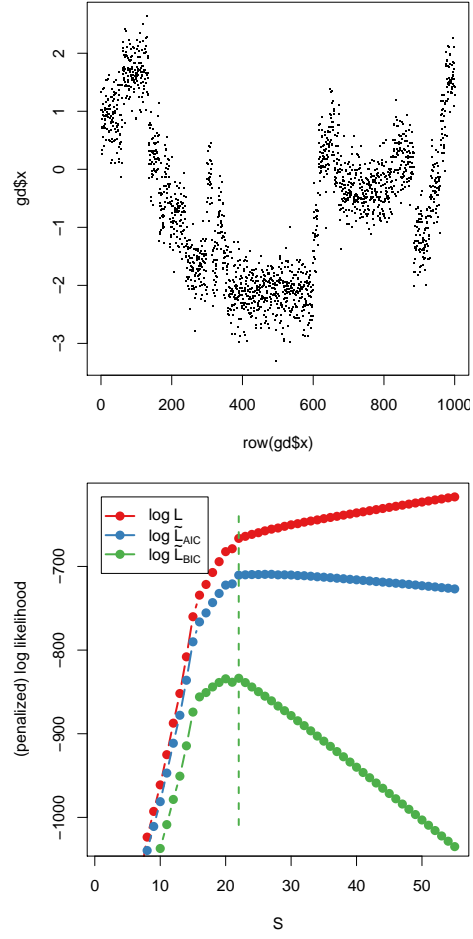 2
1
0
−1
−2
−3
gd$x
0 200 400 600 800 1000
row(gd$x)
log L
log L̃AIC
log L̃BIC
−700
−800
−900
−1000
(penalized) log likelihood
0 10 20 30 40 50
S